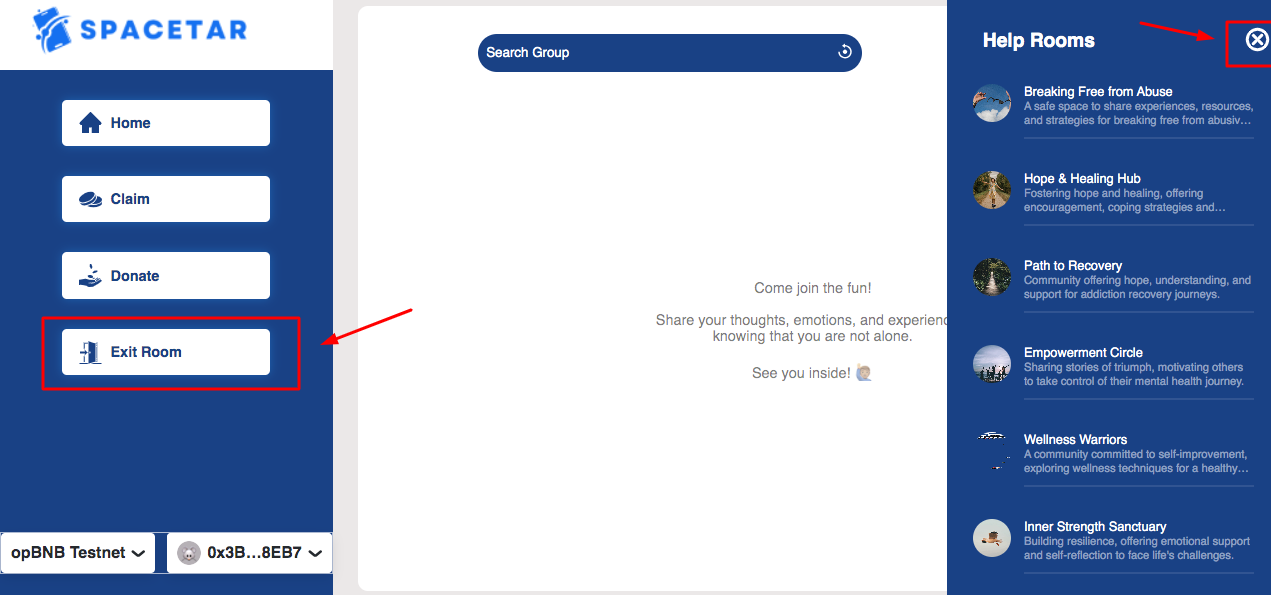 SPACETAR
Home
Claim
Donate
Exit Room
opBNB Testnet
0x3B...8EB7
Search Group
Come join the fun!
Share your thoughts, emotions, and experienc
knowing that you are not alone.
See you inside! 🙋🏼
Help Rooms
Breaking Free from Abuse
A safe space to share experiences, resources,
and strategies for breaking free from abusiv...
Hope & Healing Hub
Fostering hope and healing, offering
encouragement, coping strategies and...
Path to Recovery
Community offering hope, understanding, and
support for addiction recovery journeys.
Empowerment Circle
Sharing stories of triumph, motivating others
to take control of their mental health journey.
Wellness Warriors
A community committed to self-improvement,
exploring wellness techniques for a healthy...
Inner Strength Sanctuary
Building resilience, offering emotional support
and self-reflection to face life's challenges.